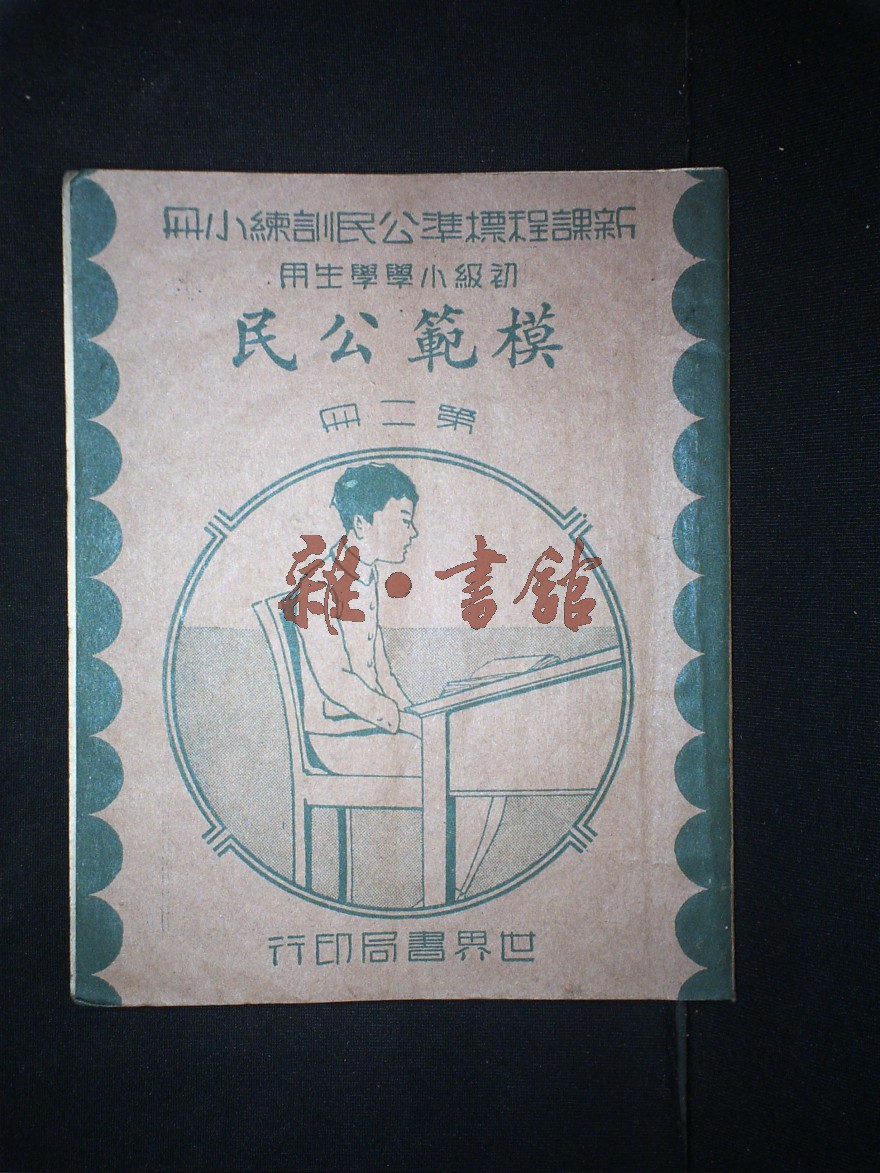 新課程標準公民訓練小冊
初級小學學生用
模範公民
第二冊
雜·書館
世界書局印行